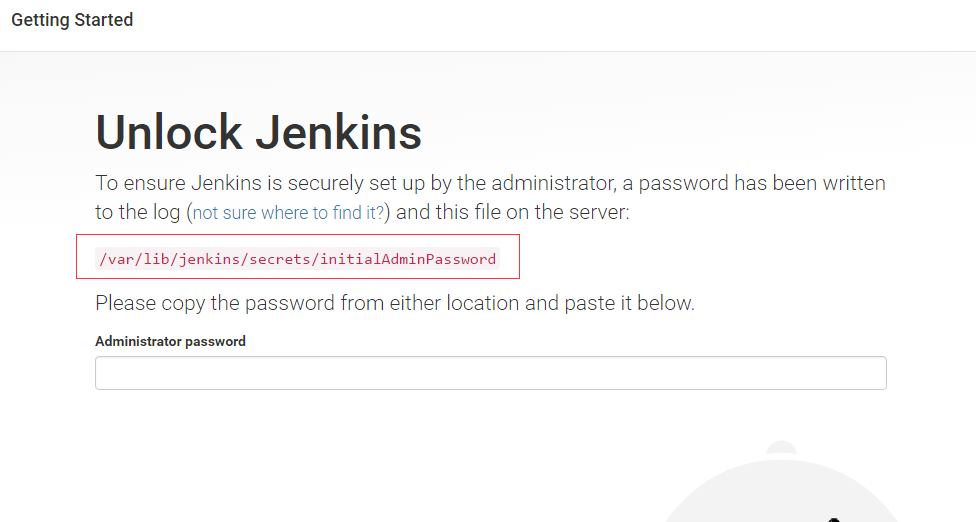 Getting Started
Unlock Jenkins
To ensure Jenkins is securely set up by the administrator, a password has been written
to the log (not sure where to find it?) and this file on the server:
/var/lib/jenkins/secrets/initialAdminPassword
Please copy the password from either location and paste it below.
Administrator password